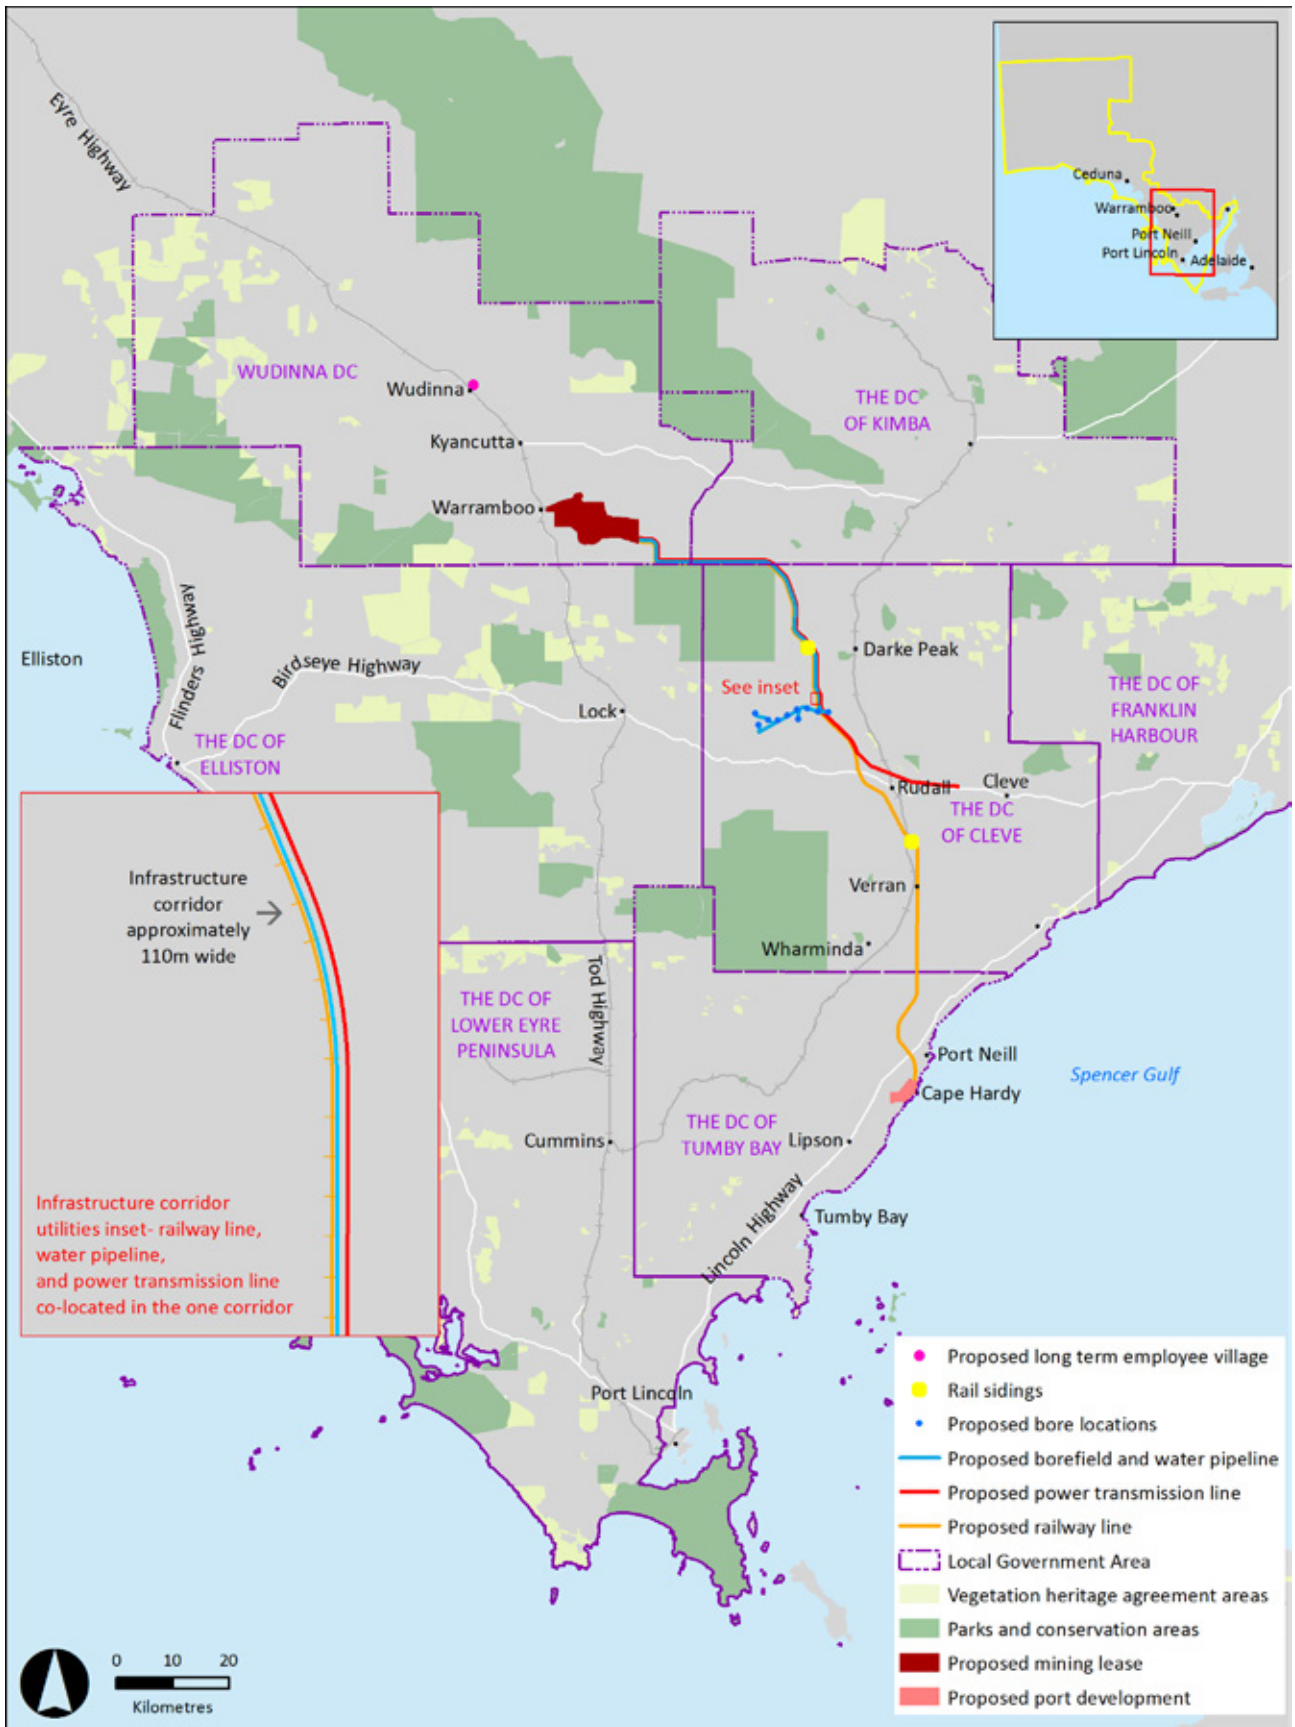 Eyre Highway
Ceduna
Warramboo
Port Neill
Port Lincoln
Adelaide
WUDINNA DC
Wudinna
THE DC
OF KIMBA
Kyancutta
Warramboo
Flinders Highway
Elliston
Birdseye Highway
Darke Peak
See inset
Lock
THE DC OF
FRANKLIN
HARBOUR
THE DC OF
ELLISTON
Rudall
Cleve
THE DC
OF CLEVE
Infrastructure
corridor
approximately
110m wide
Verran
Wharminda
Tod Highway
THE DC OF
LOWER EYRE
PENINSULA
Port Neill
Spencer Gulf
Cape Hardy
THE DC OF
TUMBY BAY
Cummins
Lipson
Lincoln Highway
Tumby Bay
Infrastructure corridor
utilities inset- railway line,
water pipeline,
and power transmission line
co-located in the one corridor
Port Lincoln
Proposed long term employee village
Rail sidings
Proposed bore locations
Proposed borefield and water pipeline
Proposed power transmission line
Proposed railway line
Local Government Area
Vegetation heritage agreement areas
Parks and conservation areas
Proposed mining lease
Proposed port development
0 10 20
Kilometres